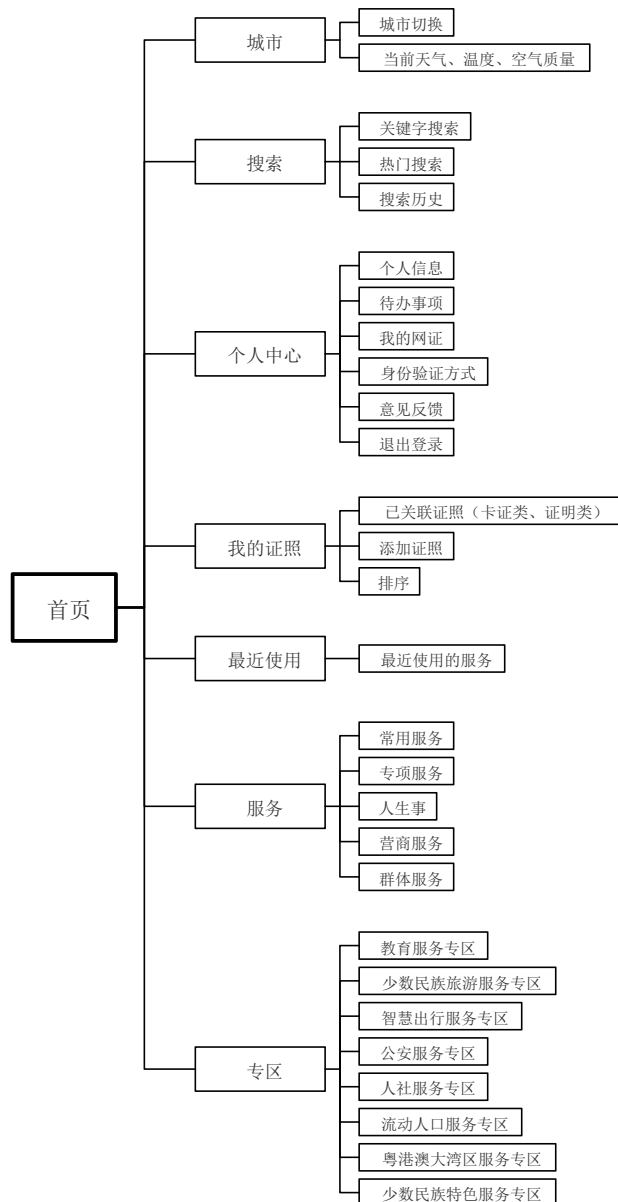 首页
城市
城市切换
当前天气、温度、空气质量
搜索
关键字搜索
热门搜索
搜索历史
个人中心
个人信息
待办事项
我的网证
身份验证方式
意见反馈
退出登录
我的证照
已关联证照（卡证类、证明类）
添加证照
排序
最近使用
最近使用的服务
服务
常用服务
专项服务
人生事
营商服务
群体服务
专区
教育服务专区
少数民族旅游服务专区
智慧出行服务专区
公安服务专区
人社服务专区
流动人口服务专区
粤港澳大湾区服务专区
少数民族特色服务专区